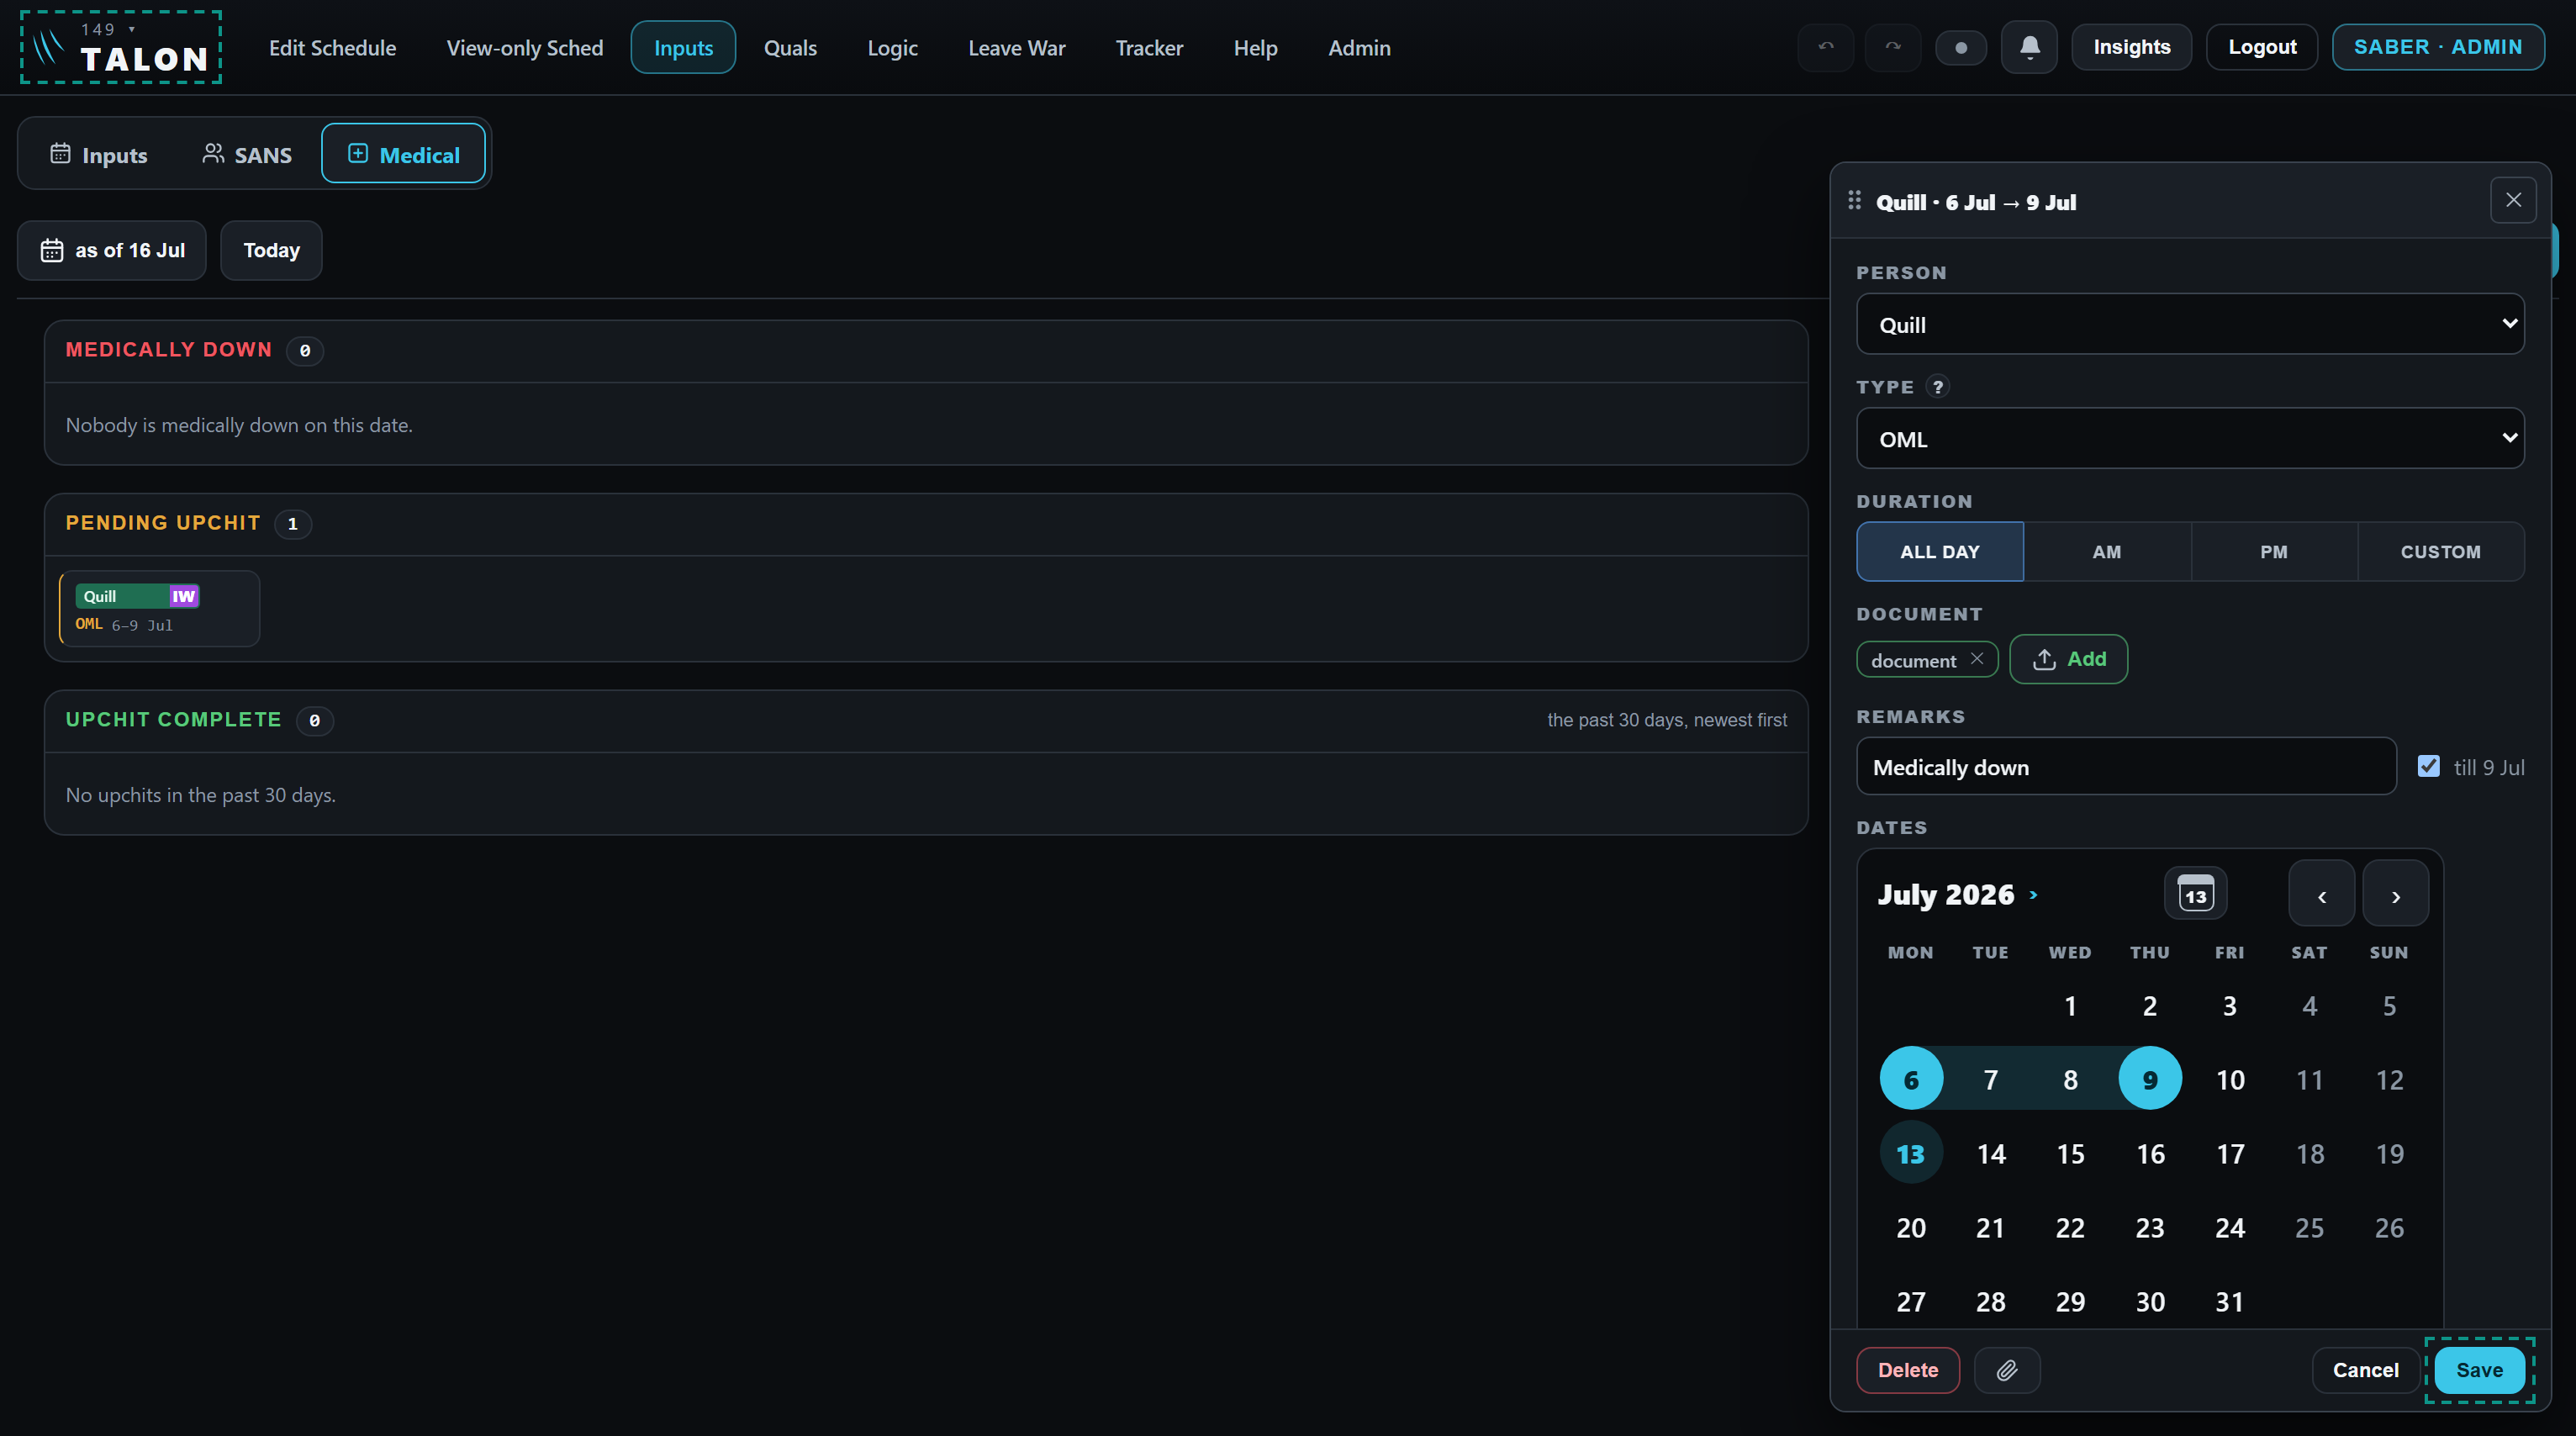 149 ▾
TALON
Edit Schedule
View-only Sched
Inputs
Quals
Logic
Leave War
Tracker
Help
Admin
Insights
Logout
SABER · ADMIN
Inputs
SANS
Medical
as of 16 Jul
Today
MEDICALLY DOWN 0
Nobody is medically down on this date.
PENDING UPCHIT 1
Quill IW
OML 6–9 Jul
UPCHIT COMPLETE 0
the past 30 days, newest first
No upchits in the past 30 days.
Quill · 6 Jul → 9 Jul
PERSON
Quill
TYPE ?
OML
DURATION
ALL DAY AM PM CUSTOM
DOCUMENT
document
Add
REMARKS
Medically down
till 9 Jul
DATES
July 2026 ›
13
‹ ›
MON TUE WED THU FRI SAT SUN
1 2 3 4 5
6 7 8 9 10 11 12
13 14 15 16 17 18 19
20 21 22 23 24 25 26
27 28 29 30 31
Delete
Cancel
Save